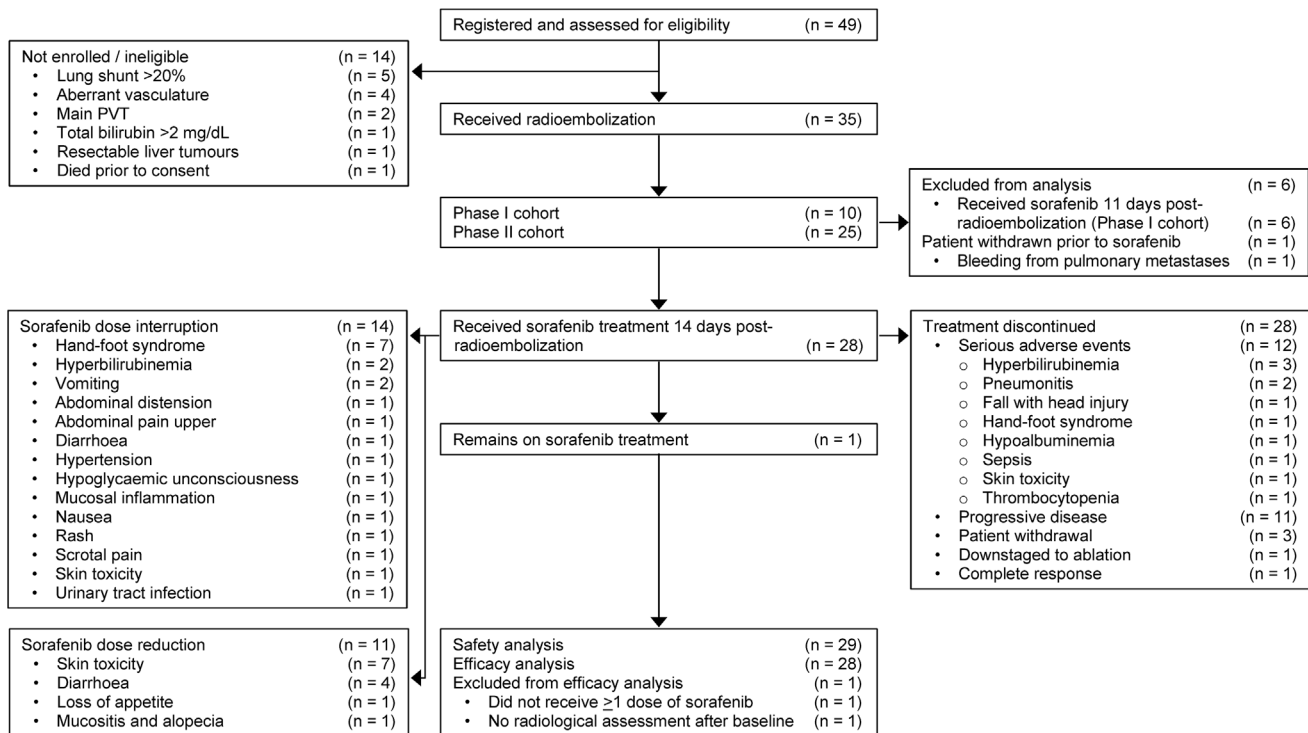 Registered and assessed for eligibility (n = 49)
Not enrolled / ineligible (n = 14)
• Lung shunt >20% (n = 5)
• Aberrant vasculature (n = 4)
• Main PVT (n = 2)
• Total bilirubin >2 mg/dL (n = 1)
• Resectable liver tumours (n = 1)
• Died prior to consent (n = 1)
Received radioembolization (n = 35)
Phase I cohort (n = 10)
Phase II cohort (n = 25)
Excluded from analysis (n = 6)
• Received sorafenib 11 days post-
radioembolization (Phase I cohort) (n = 6)
Patient withdrawn prior to sorafenib (n = 1)
• Bleeding from pulmonary metastases (n = 1)
Sorafenib dose interruption (n = 14)
• Hand-foot syndrome (n = 7)
• Hyperbilirubinemia (n = 2)
• Vomiting (n = 2)
• Abdominal distension (n = 1)
• Abdominal pain upper (n = 1)
• Diarrhoea (n = 1)
• Hypertension (n = 1)
• Hypoglycaemic unconsciousness (n = 1)
• Mucosal inflammation (n = 1)
• Nausea (n = 1)
• Rash (n = 1)
• Scrotal pain (n = 1)
• Skin toxicity (n = 1)
• Urinary tract infection (n = 1)
Received sorafenib treatment 14 days post-
radioembolization (n = 28)
Treatment discontinued (n = 28)
• Serious adverse events (n = 12)
o Hyperbilirubinemia (n = 3)
o Pneumonitis (n = 2)
o Fall with head injury (n = 1)
o Hand-foot syndrome (n = 1)
o Hypoalbuminemia (n = 1)
o Sepsis (n = 1)
o Skin toxicity (n = 1)
o Thrombocytopenia (n = 1)
• Progressive disease (n = 11)
• Patient withdrawal (n = 3)
• Downstaged to ablation (n = 1)
• Complete response (n = 1)
Remains on sorafenib treatment (n = 1)
Sorafenib dose reduction (n = 11)
• Skin toxicity (n = 7)
• Diarrhoea (n = 4)
• Loss of appetite (n = 1)
• Mucositis and alopecia (n = 1)
Safety analysis (n = 29)
Efficacy analysis (n = 28)
Excluded from efficacy analysis (n = 1)
• Did not receive ≥1 dose of sorafenib (n = 1)
• No radiological assessment after baseline (n = 1)